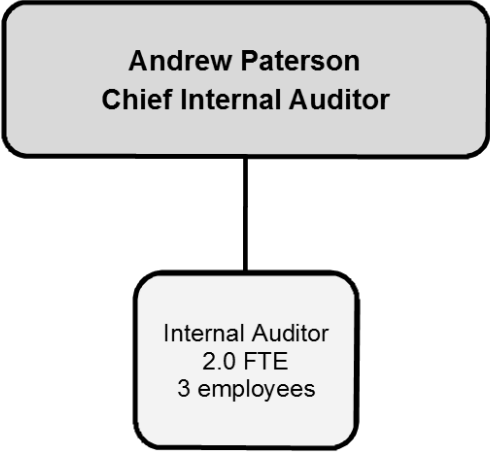 Andrew Paterson
Chief Internal Auditor
Internal Auditor
2.0 FTE
3 employees